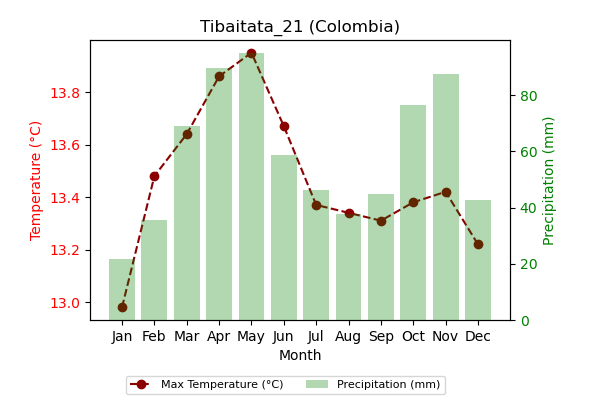 Tibaitata_21 (Colombia)
Temperature (°C)
13.8
13.6
13.4
13.2
13.0
80
60
40
20
0
Precipitation (mm)
Jan Feb Mar Apr May Jun Jul Aug Sep Oct Nov Dec
Month
Max Temperature (°C) Precipitation (mm)